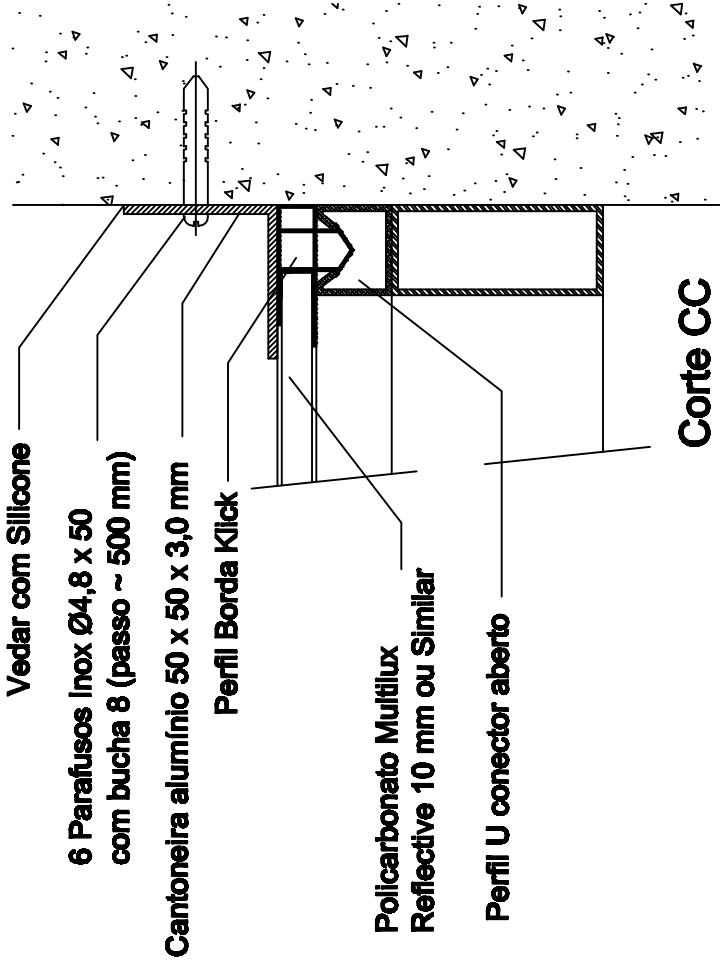 Vedar com Silicone
6 Parafusos Inox Ø4,8 x 50
com bucha 8 (passo ~ 500 mm)
Cantoneira alumínio 50 x 50 x 3,0 mm
Perfil Borda Klick
Policarbonato Multilux
Reflective 10 mm ou Similar
Perfil U conector aberto
Corte CC